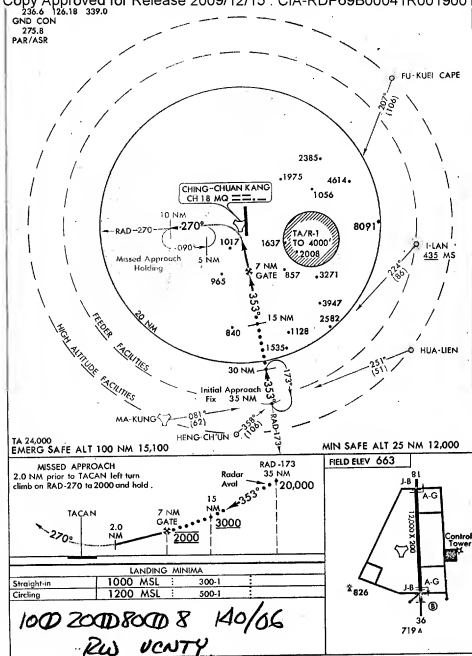 Copy Approved for Release 2009/12/15 : CIA-RDP69B00041R001900
236.6 126.18 339.0
GND CON
275.8
PAR/ASR
FU-KUEI CAPE
207°
(106)
2385
1975
4614
1056
CHING-CHUAN KANG
CH 18 MQ
10 NM
RAD-270
270°
090°
5 NM
Missed Approach
Holding
1017
1637
TA/R-1
TO 4000'
2008
8091
I-LAN
435 MS
224°
(86)
7 NM
GATE
857
3271
965
353°
3947
2582
840
15 NM
1128
1535
20 NM
FEEDER FACILITIES
HIGH ALTITUDE FACILITIES
HUA-LIEN
251°
(51)
30 NM
173°
353°
Initial Approach
Fix 35 NM
MA-KUNG
081°
(62)
HENG-CH'UN
358°
(106)
RAD-173
TA 24,000
EMERG SAFE ALT 100 NM 15,100
MIN SAFE ALT 25 NM 12,000
MISSED APPROACH
2.0 NM prior to TACAN left turn
climb on RAD-270 to 2000 and hold.
Radar
Aval
RAD-173
35 NM
20,000
TACAN
270°
2.0
NM
7 NM
GATE
2000
15
NM
3000
353°
FIELD ELEV 663
18
J-B
A-G
12,000 X 200
Control
Tower
826
J-B
A-G
B
36
719
LANDING MINIMA
Straight-in 1000 MSL 300-1
Circling 1200 MSL 500-1
140/06
RW VCNTY